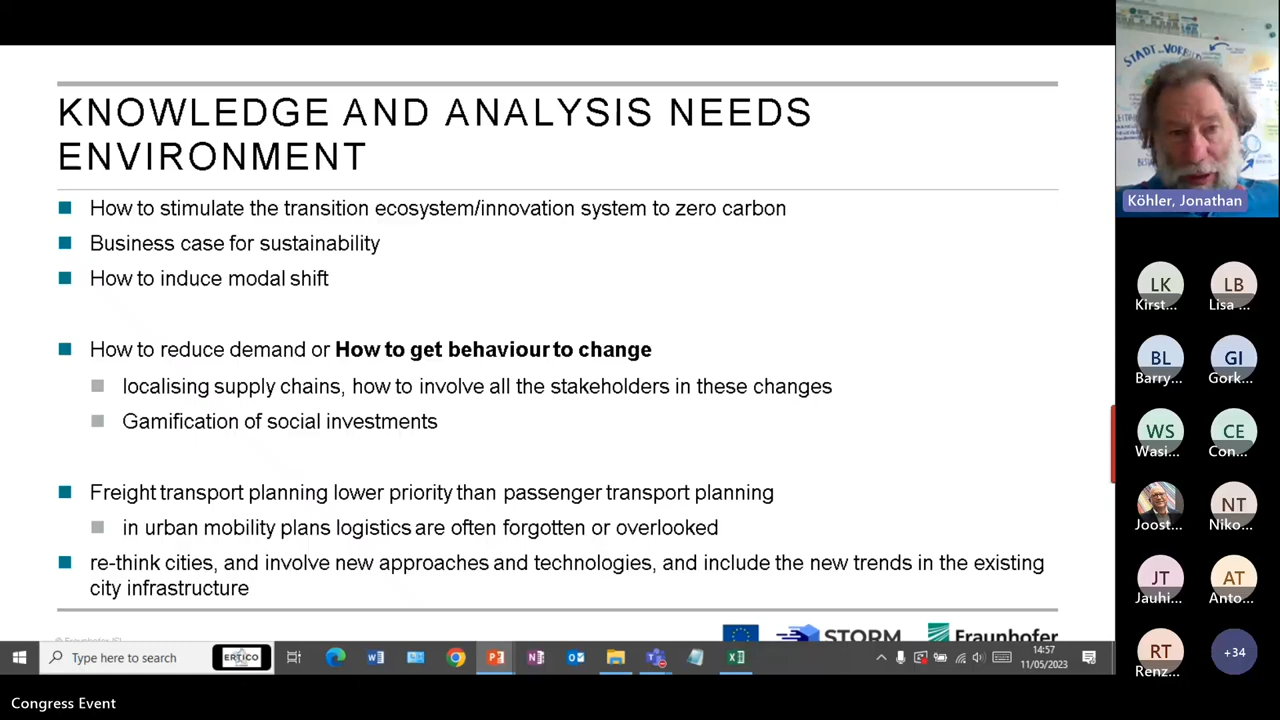 KNOWLEDGE AND ANALYSIS NEEDS
ENVIRONMENT
How to stimulate the transition ecosystem/innovation system to zero carbon
Business case for sustainability
How to induce modal shift
How to reduce demand or How to get behaviour to change
localising supply chains, how to involve all the stakeholders in these changes
Gamification of social investments
Freight transport planning lower priority than passenger transport planning
in urban mobility plans logistics are often forgotten or overlooked
re-think cities, and involve new approaches and technologies, and include the new trends in the existing
city infrastructure
© Fraunhofer ISI
STORM
Fraunhofer
STADT
Köhler, Jonathan
LK
Kirst...
LB
Lisa ...
BL
Barry...
GI
Gork...
WS
Wasi...
CE
Con...
Joost...
NT
Niko...
JT
Jauhi...
AT
Anto...
RT
Renz...
+34
Type here to search
ERTICO
14:57
11/05/2023
Congress Event